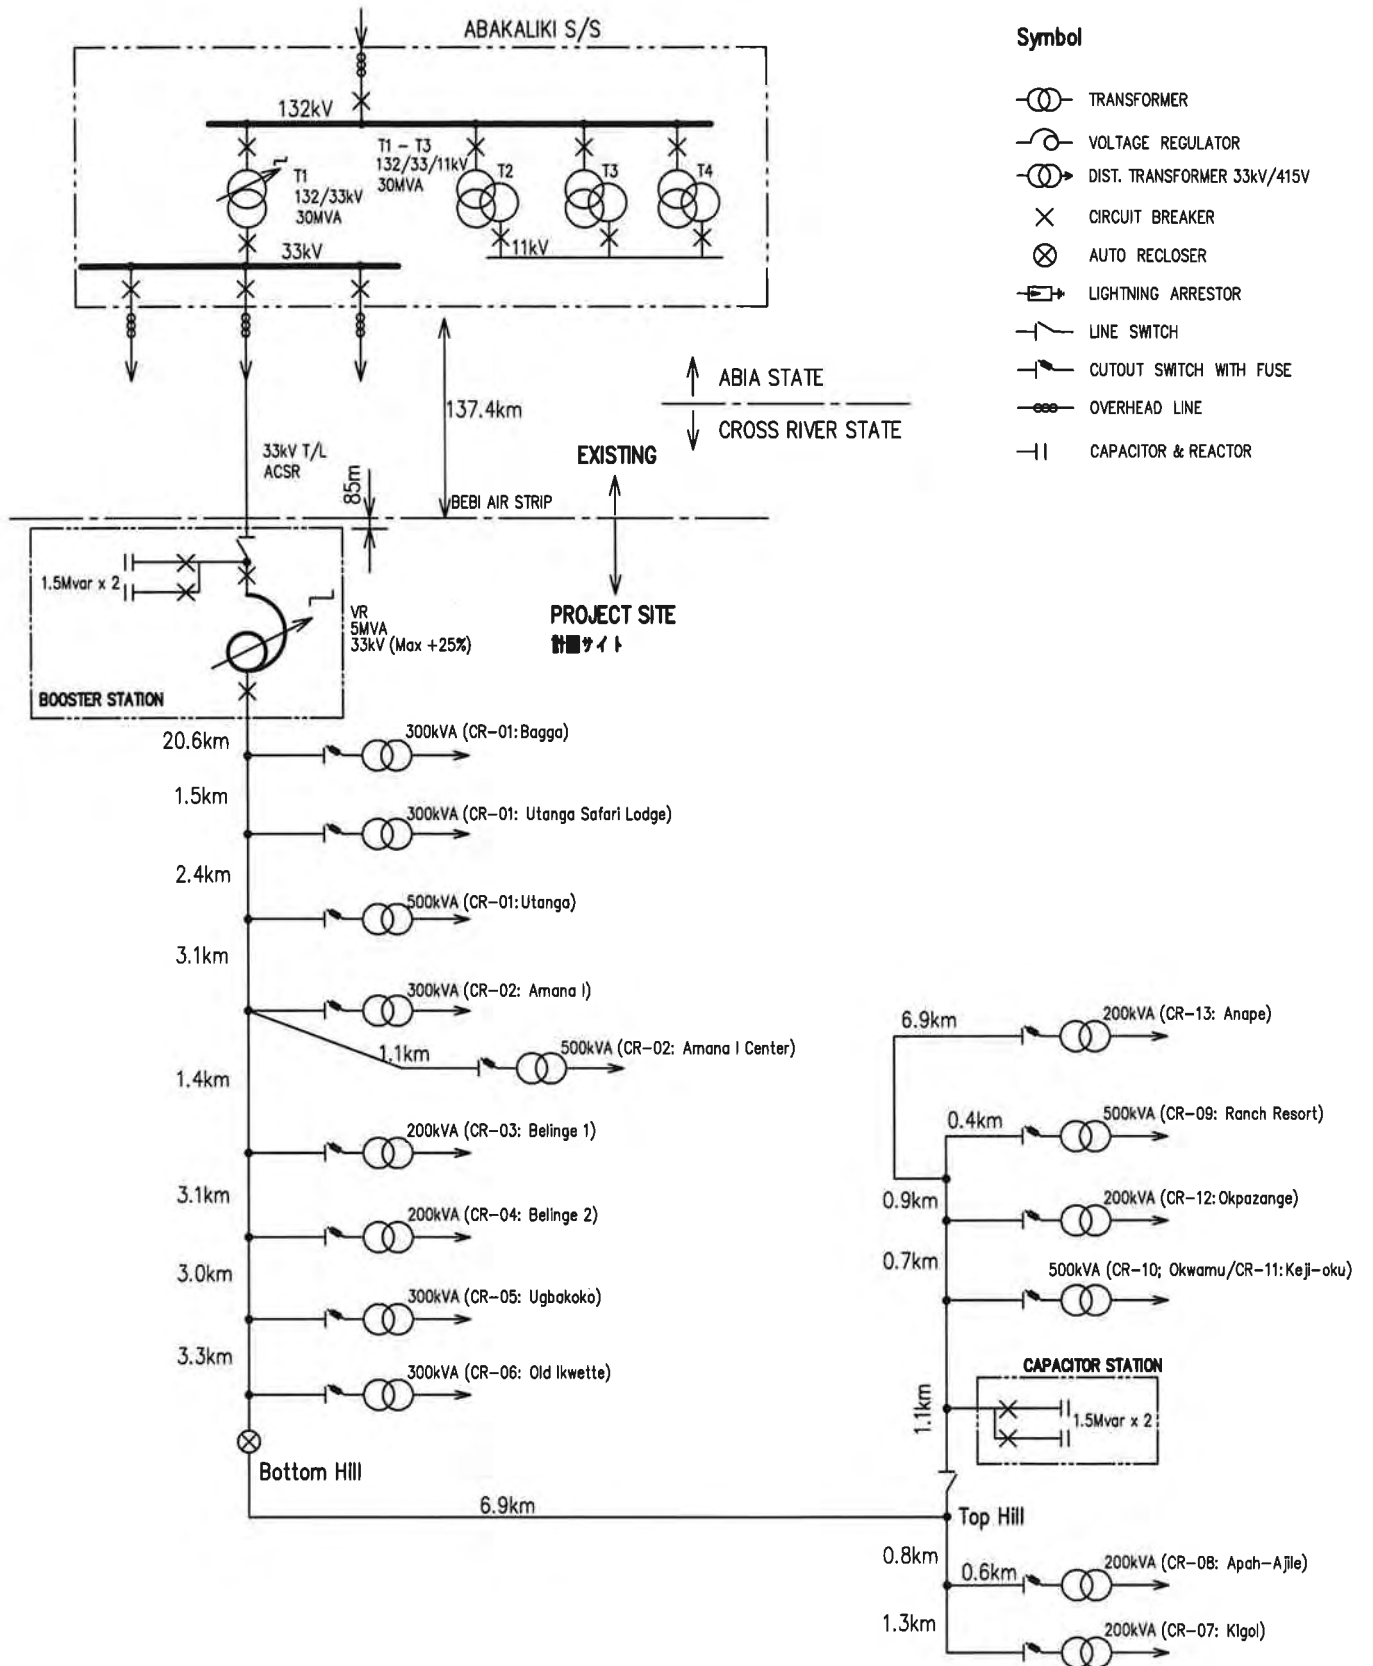 ABAKALIKI S/S
132kV
T1
132/33kV
30MVA
T1 - T3
132/33/11kV
30MVA
T2
T3
T4
11kV
33kV
137.4km
ABIA STATE
CROSS RIVER STATE
33kV T/L
ACSR
85m
BEBI AIR STRIP
EXISTING
PROJECT SITE
計画サイト
1.5Mvar x 2
VR
5MVA
33kV (Max +25%)
BOOSTER STATION
20.6km
300kVA (CR-01: Bagga)
1.5km
300kVA (CR-01: Utanga Safari Lodge)
2.4km
500kVA (CR-01: Utanga)
3.1km
300kVA (CR-02: Amana I)
1.1km
500kVA (CR-02: Amana I Center)
1.4km
200kVA (CR-03: Belinge 1)
3.1km
200kVA (CR-04: Belinge 2)
3.0km
300kVA (CR-05: Ugbakoko)
3.3km
300kVA (CR-06: Old Ikwette)
Bottom Hill
6.9km
6.9km
200kVA (CR-13: Anape)
0.4km
500kVA (CR-09: Ranch Resort)
0.9km
200kVA (CR-12: Okpazange)
0.7km
500kVA (CR-10; Okwamu/CR-11: Keji-oku)
CAPACITOR STATION
1.1km
1.5Mvar x 2
Top Hill
0.8km
0.6km
200kVA (CR-08: Apah-Ajile)
1.3km
200kVA (CR-07: Kigol)
Symbol
TRANSFORMER
VOLTAGE REGULATOR
DIST. TRANSFORMER 33kV/415V
CIRCUIT BREAKER
AUTO RECLOSER
LIGHTNING ARRESTOR
LINE SWITCH
CUTOUT SWITCH WITH FUSE
OVERHEAD LINE
CAPACITOR & REACTOR